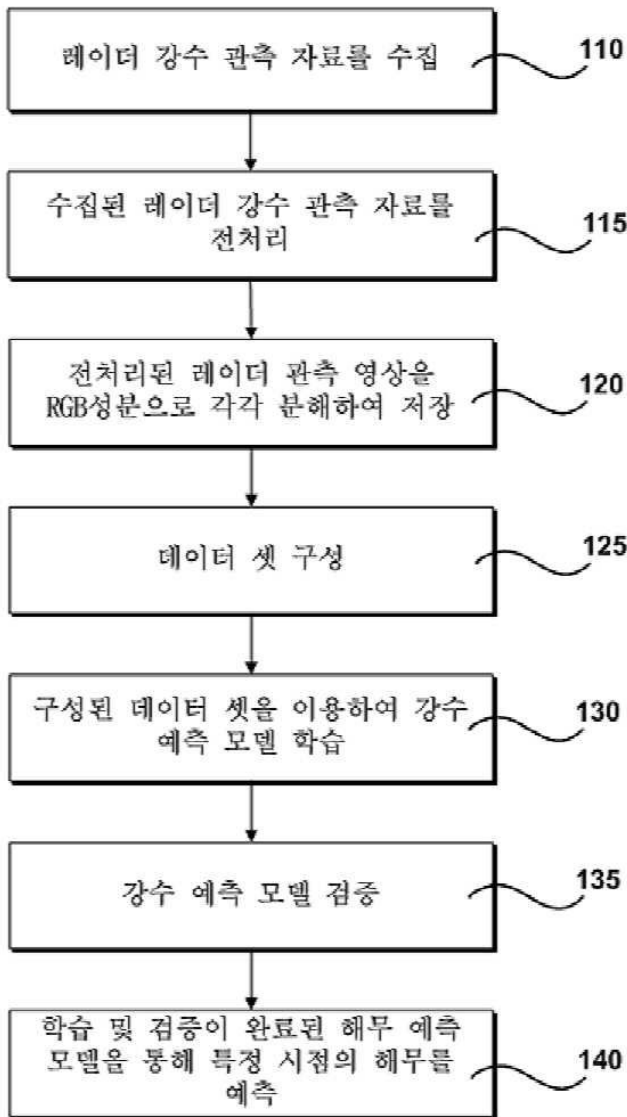 레이더 강수 관측 자료를 수집
110
수집된 레이더 강수 관측 자료를
전처리
115
전처리된 레이더 관측 영상을
RGB성분으로 각각 분해하여 저장
120
데이터 셋 구성
125
구성된 데이터 셋을 이용하여 강수
예측 모델 학습
130
강수 예측 모델 검증
135
학습 및 검증이 완료된 해무 예측
모델을 통해 특정 시점의 해무를
예측
140